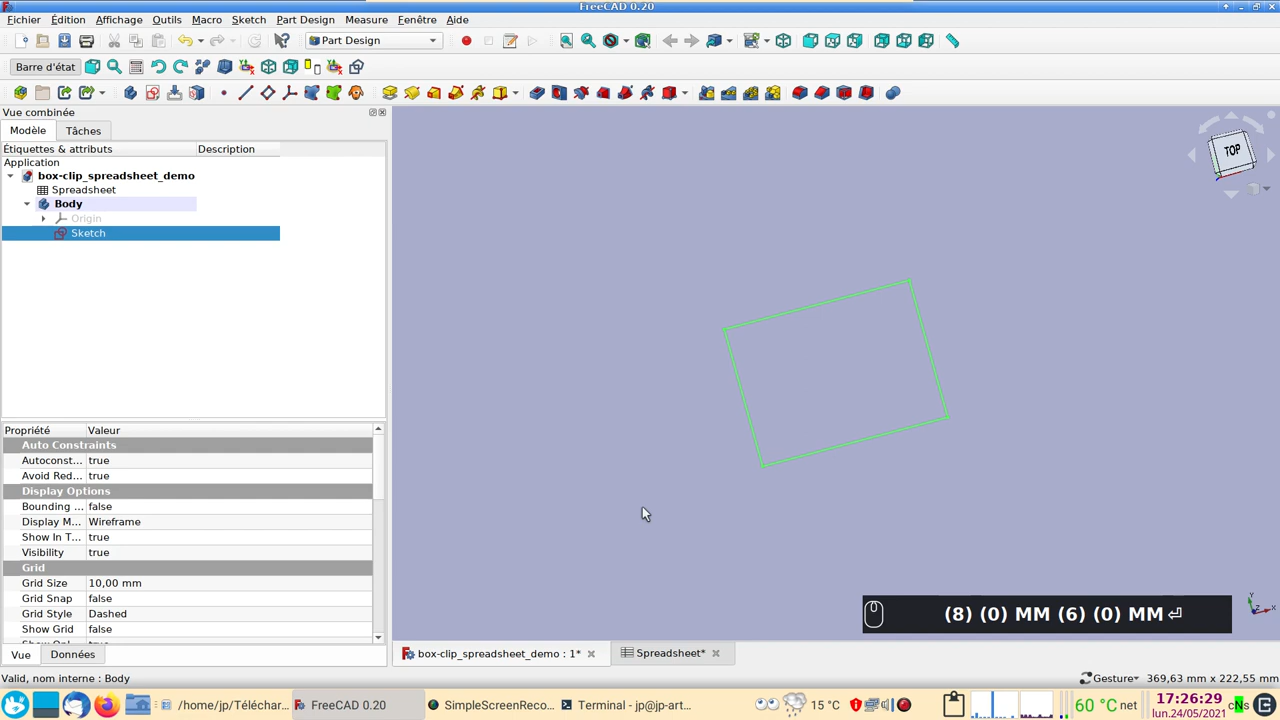 FreeCAD 0.20
Fichier Édition Affichage Outils Macro Sketch Part Design Measure Fenêtre Aide
Part Design
Barre d'état
Vue combinée
Modèle Tâches
Étiquettes & attributs Description
Application
box-clip_spreadsheet_demo
Spreadsheet
Body
Origin
Sketch
TOP
Propriété Valeur
Auto Constraints
Autoconst... true
Avoid Red... true
Display Options
Bounding ... false
Display M... Wireframe
Show In T... true
Visibility true
Grid
Grid Size 10,00 mm
Grid Snap false
Grid Style Dashed
Show Grid false
(8) (0) MM (6) (0) MM ⏎
Vue Données
box-clip_spreadsheet_demo : 1*
Spreadsheet*
Valid, nom interne : Body
Gesture
369,63 mm x 222,55 mm
/home/jp/Téléchar...
FreeCAD 0.20
SimpleScreenReco...
Terminal - jp@jp-art...
15 °C
60 °C net
17:26:29
lun.24/05/2021
cNs